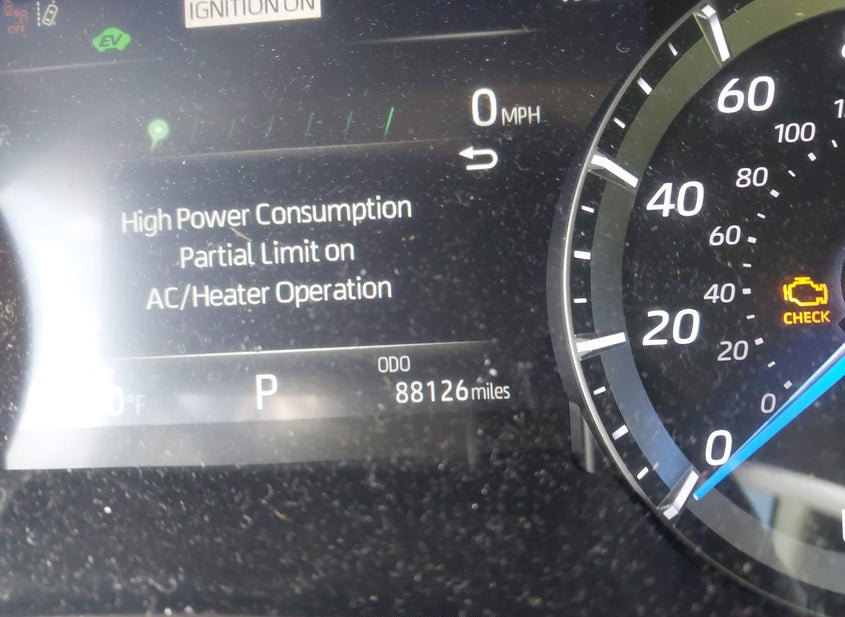 IGNITION ON
OFF
EV
0 MPH
High Power Consumption
Partial Limit on
AC/Heater Operation
°F
P
ODO
88126 miles
60
40
20
0
100
80
60
40
20
0
CHECK